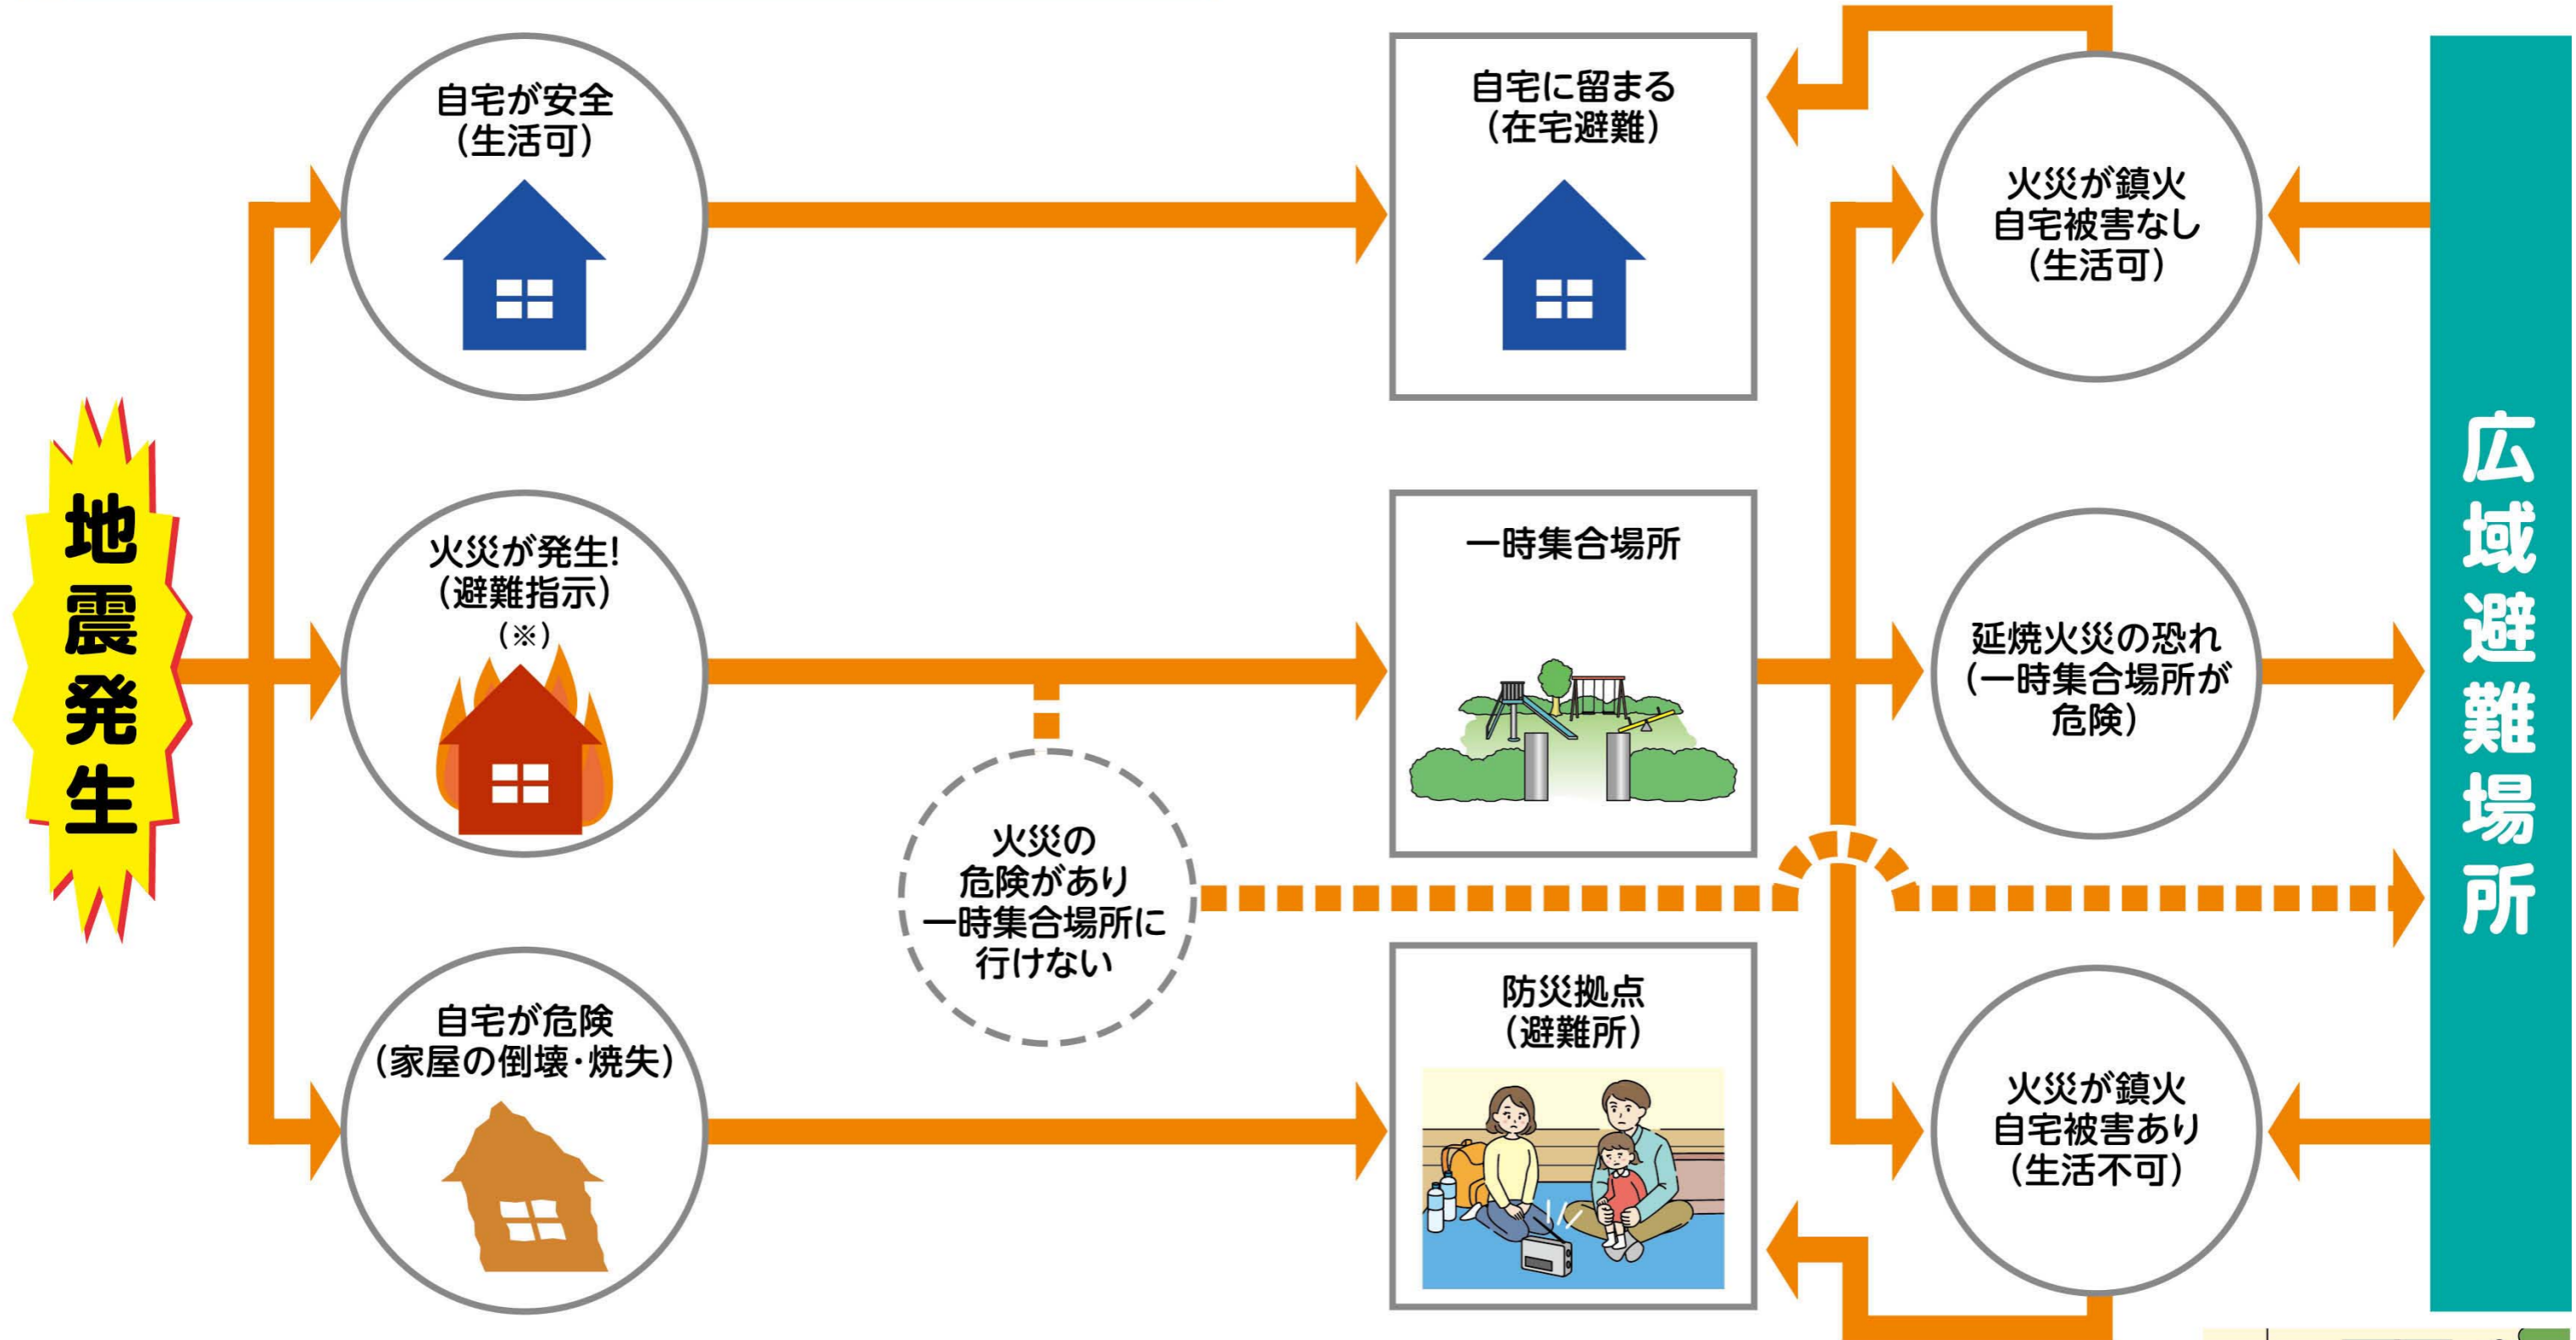 地震発生
自宅が安全
（生活可）
火災が発生!
（避難指示）
（※）
自宅が危険
（家屋の倒壊・焼失）
火災の
危険があり
一時集合場所に
行けない
自宅に留まる
（在宅避難）
一時集合場所
防災拠点
（避難所）
火災が鎮火
自宅被害なし
（生活可）
延焼火災の恐れ
（一時集合場所が
危険）
火災が鎮火
自宅被害あり
（生活不可）
広域避難場所